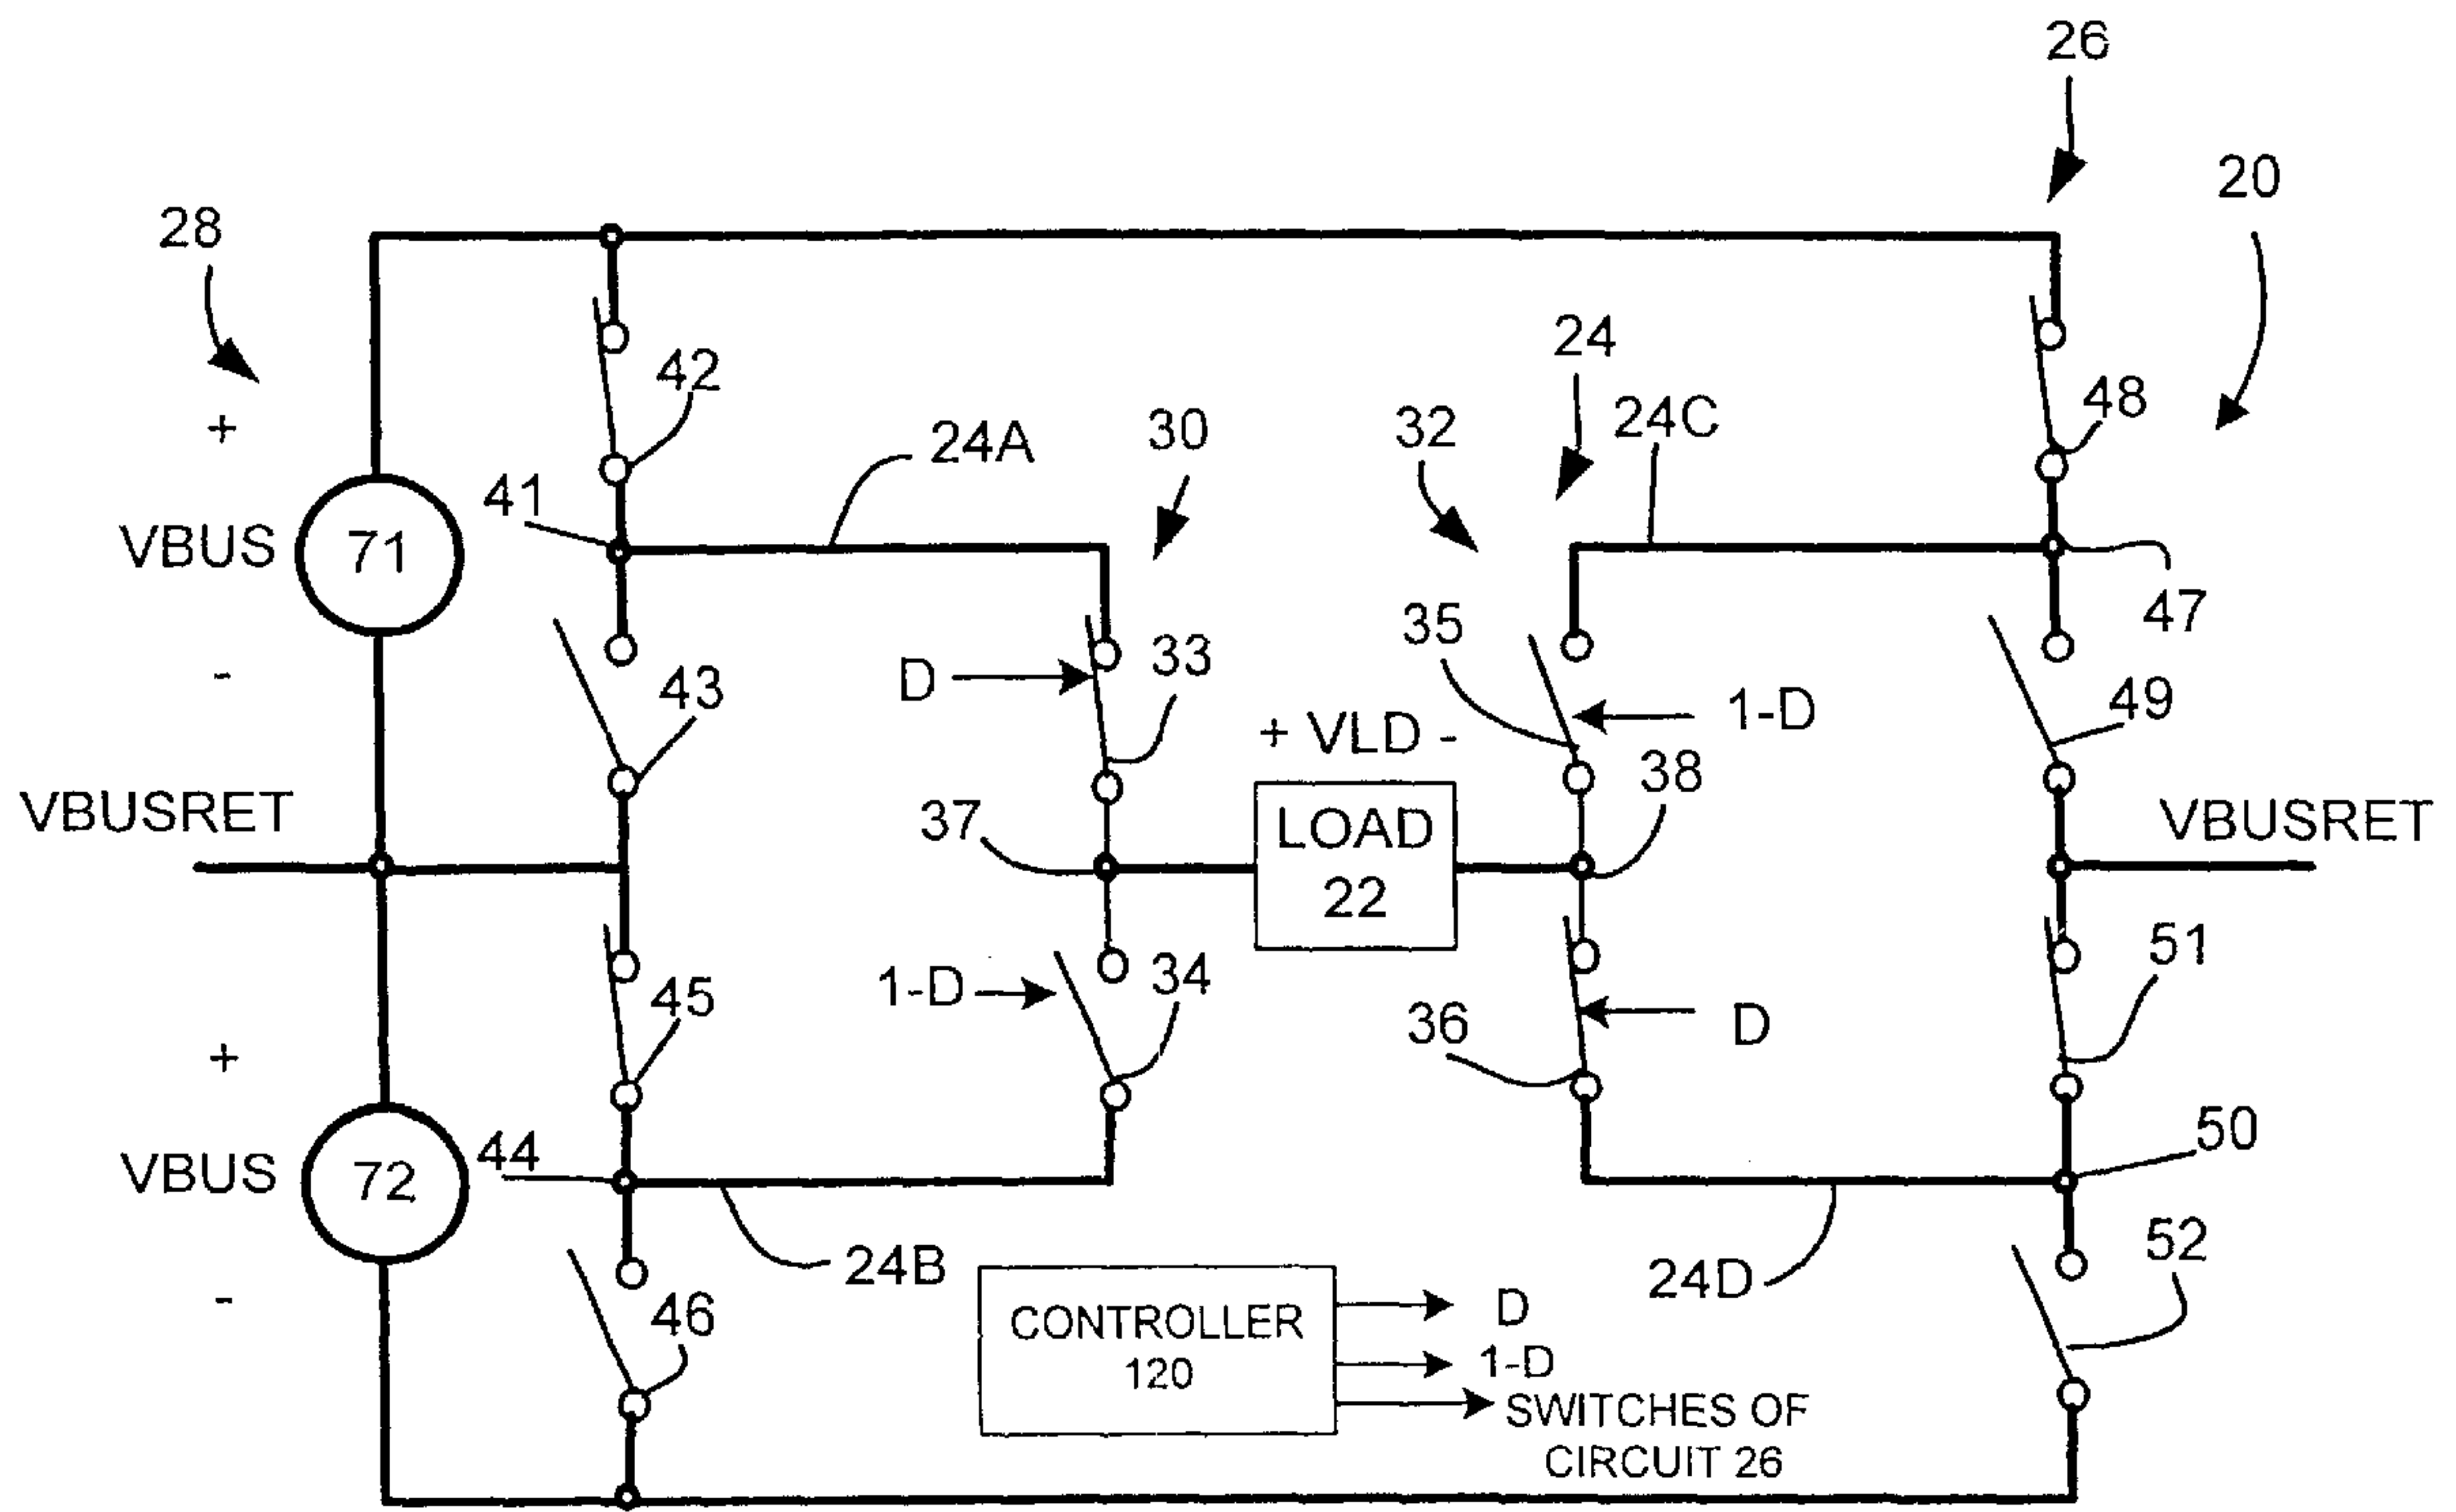 26
20
28
24
42
48
+
24A
30
32
24C
41
VBUS
71
47
35
33
-
D
43
1-D
49
+ VLD -
38
VBUSRET
37
LOAD
22
VBUSRET
45
1-D
34
36
D
51
+
44
50
VBUS
72
24B
24D
52
-
46
CONTROLLER
120
D
1-D
SWITCHES OF
CIRCUIT 26